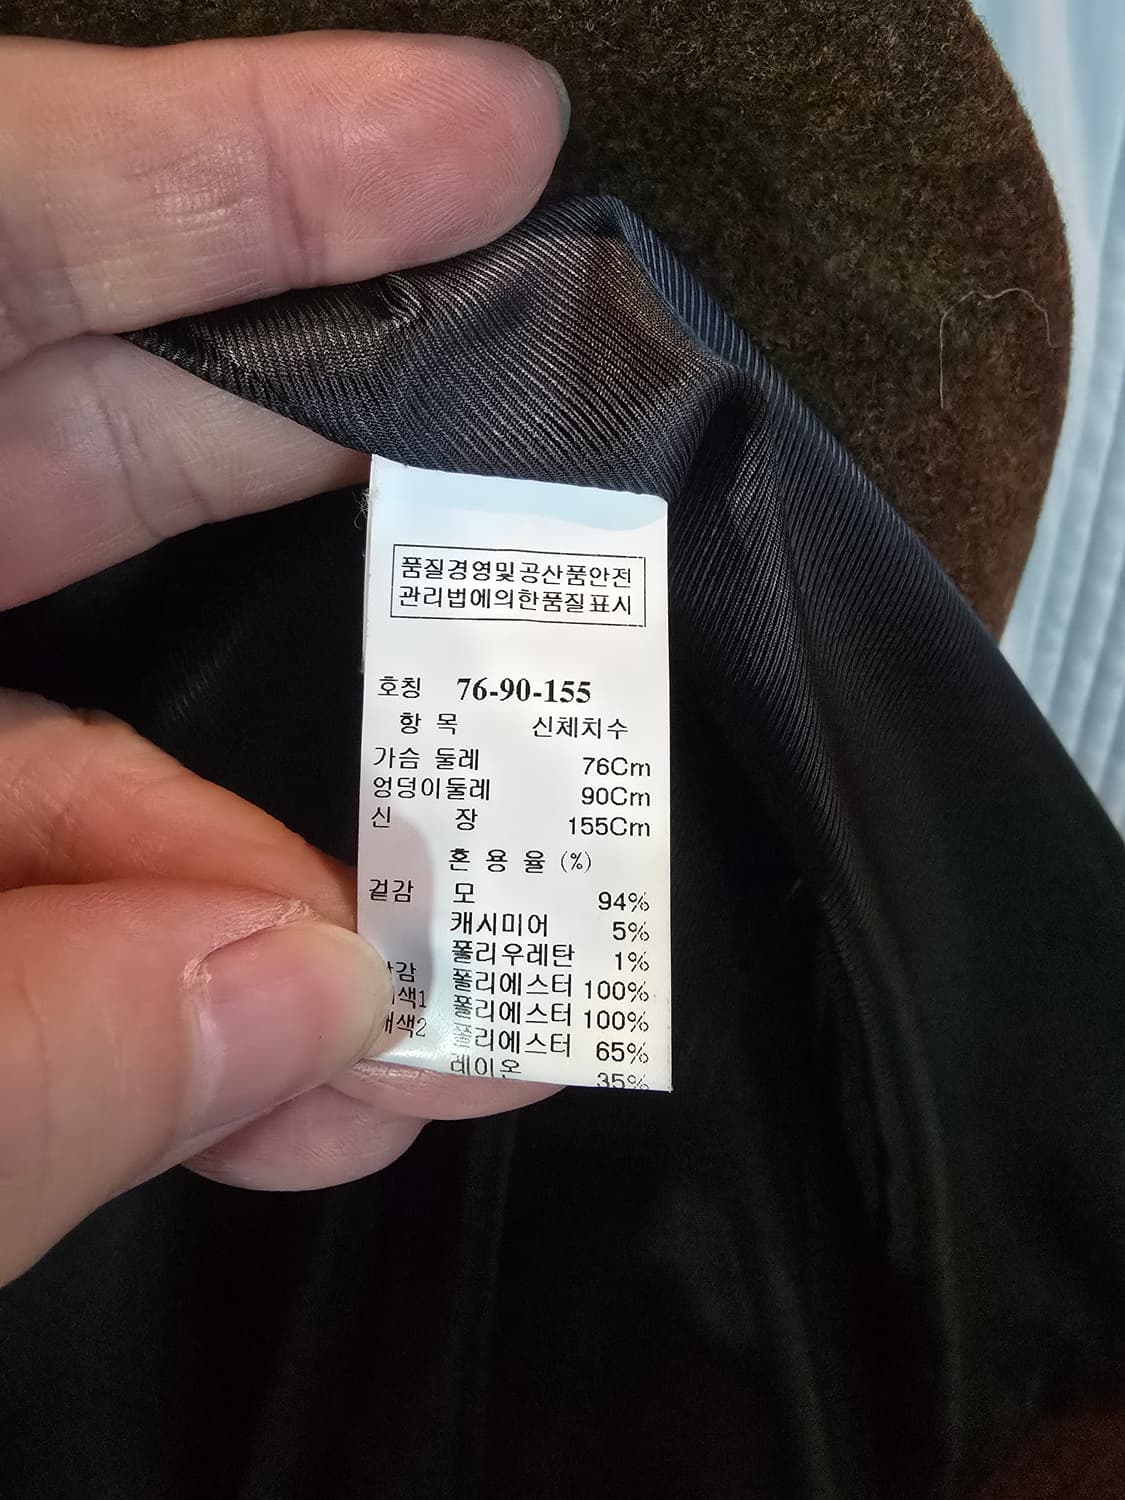 품질경영및공산품안전
관리법에의한품질표시
호칭 76-90-155
항 목 신체치수
가슴 둘레 76Cm
엉덩이둘레 90Cm
신 장 155Cm
혼 용 율 (%)
겉감 모 94%
캐시미어 5%
폴리우레탄 1%
폴리에스터 100%
폴리에스터 100%
폴리에스터 65%
레이온 35%